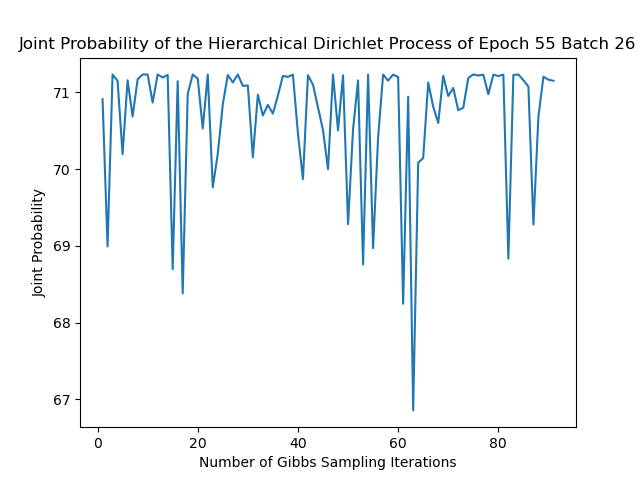 Joint Probability of the Hierarchical Dirichlet Process of Epoch 55 Batch 26
71
70
69
68
67
Joint Probability
0 20 40 60 80
Number of Gibbs Sampling Iterations